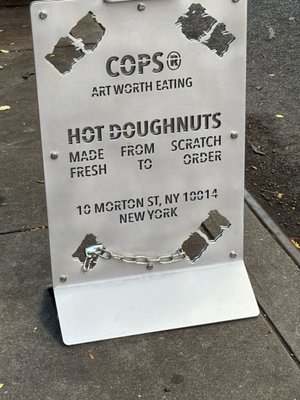 COPS®
ART WORTH EATING
HOT DOUGHNUTS
MADE FROM SCRATCH
FRESH TO ORDER
10 MORTON ST, NY 10014
NEW YORK